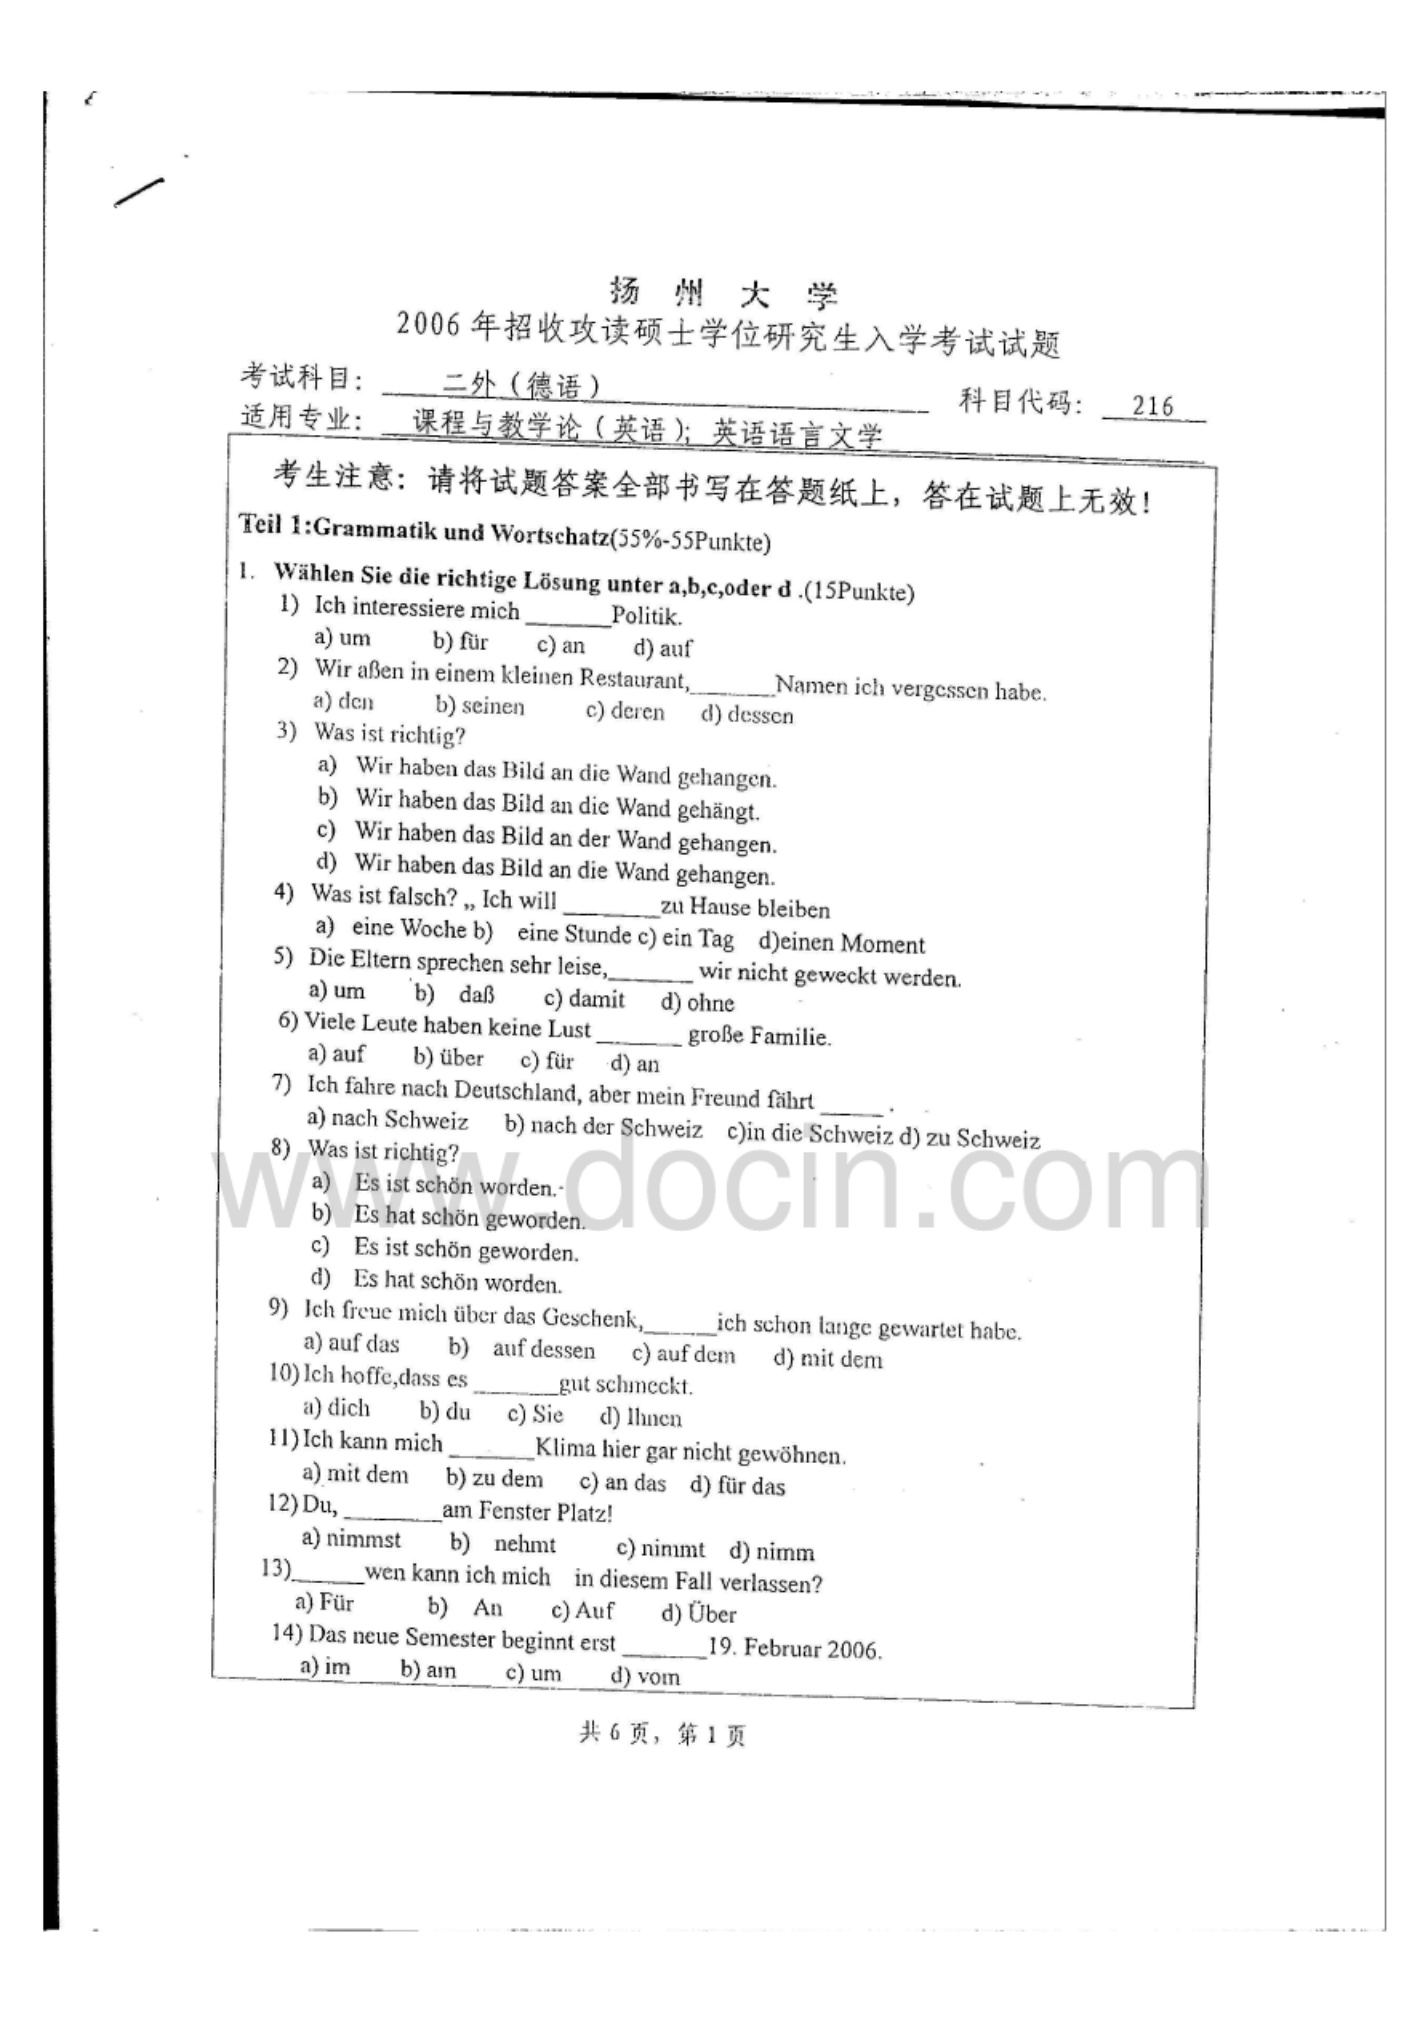 扬 州 大 学
2006 年招收攻读硕士学位研究生入学考试试题
考试科目: 二外（德语） 科目代码: 216
适用专业: 课程与教学论（英语）；英语语言文学
考生注意：请将试题答案全部书写在答题纸上，答在试题上无效！
Teil 1:Grammatik und Wortschatz(55%-55Punkte)
1. Wählen Sie die richtige Lösung unter a,b,c,oder d .(15Punkte)
1) Ich interessiere mich ______Politik.
a) um b) für c) an d) auf
2) Wir aßen in einem kleinen Restaurant,______Namen ich vergessen habe.
a) den b) seinen c) deren d) dessen
3) Was ist richtig?
a) Wir haben das Bild an die Wand gehangen.
b) Wir haben das Bild an die Wand gehängt.
c) Wir haben das Bild an der Wand gehangen.
d) Wir haben das Bild an die Wand gehangen.
4) Was ist falsch? „ Ich will ______zu Hause bleiben
a) eine Woche b) eine Stunde c) ein Tag d)einen Moment
5) Die Eltern sprechen sehr leise,______ wir nicht geweckt werden.
a) um b) daß c) damit d) ohne
6) Viele Leute haben keine Lust ______ große Familie.
a) auf b) über c) für d) an
7) Ich fahre nach Deutschland, aber mein Freund fährt _____ .
a) nach Schweiz b) nach der Schweiz c)in die Schweiz d) zu Schweiz
8) Was ist richtig?
www.docin.com
a) Es ist schön worden.
b) Es hat schön geworden.
c) Es ist schön geworden.
d) Es hat schön worden.
9) Ich freue mich über das Geschenk,_____ich schon lange gewartet habe.
a) auf das b) auf dessen c) auf dem d) mit dem
10) Ich hoffe,dass es ______gut schmeckt.
a) dich b) du c) Sie d) Ihnen
11) Ich kann mich ______Klima hier gar nicht gewöhnen.
a) mit dem b) zu dem c) an das d) für das
12) Du, _______am Fenster Platz!
a) nimmst b) nehmt c) nimmt d) nimm
13)_____wen kann ich mich in diesem Fall verlassen?
a) Für b) An c) Auf d) Über
14) Das neue Semester beginnt erst ______19. Februar 2006.
a) im b) am c) um d) vom
共 6 页，第 1 页